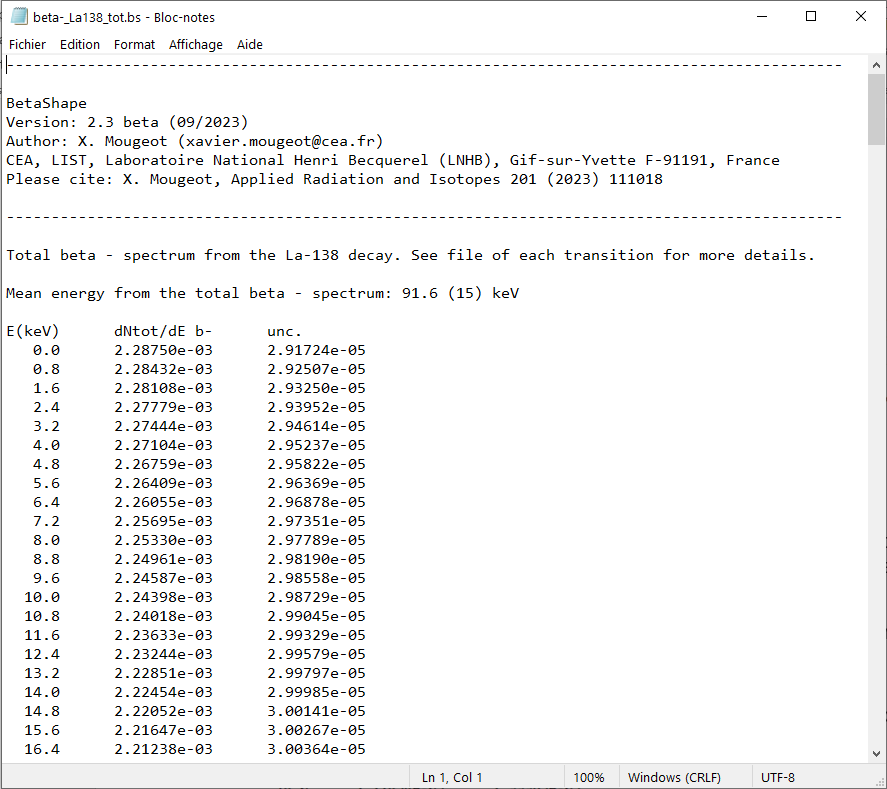 beta-_La138_tot.bs - Bloc-notes
Fichier Edition Format Affichage Aide
---------------------------------------------------------------------------------------------
BetaShape
Version: 2.3 beta (09/2023)
Author: X. Mougeot (xavier.mougeot@cea.fr)
CEA, LIST, Laboratoire National Henri Becquerel (LNHB), Gif-sur-Yvette F-91191, France
Please cite: X. Mougeot, Applied Radiation and Isotopes 201 (2023) 111018
---------------------------------------------------------------------------------------------
Total beta - spectrum from the La-138 decay. See file of each transition for more details.
Mean energy from the total beta - spectrum: 91.6 (15) keV
E(keV) dNtot/dE b- unc.
0.0 2.28750e-03 2.91724e-05
0.8 2.28432e-03 2.92507e-05
1.6 2.28108e-03 2.93250e-05
2.4 2.27779e-03 2.93952e-05
3.2 2.27444e-03 2.94614e-05
4.0 2.27104e-03 2.95237e-05
4.8 2.26759e-03 2.95822e-05
5.6 2.26409e-03 2.96369e-05
6.4 2.26055e-03 2.96878e-05
7.2 2.25695e-03 2.97351e-05
8.0 2.25330e-03 2.97789e-05
8.8 2.24961e-03 2.98190e-05
9.6 2.24587e-03 2.98558e-05
10.0 2.24398e-03 2.98729e-05
10.8 2.24018e-03 2.99045e-05
11.6 2.23633e-03 2.99329e-05
12.4 2.23244e-03 2.99579e-05
13.2 2.22851e-03 2.99797e-05
14.0 2.22454e-03 2.99985e-05
14.8 2.22052e-03 3.00141e-05
15.6 2.21647e-03 3.00267e-05
16.4 2.21238e-03 3.00364e-05
Ln 1, Col 1 100% Windows (CRLF) UTF-8